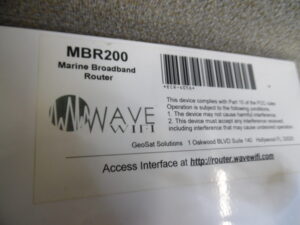 MBR200
Marine Broadband
Router
WAVE
WIFI
This device complies with Part 15 of the FCC rules
Operation is subject to the following conditions.
1. The device may not cause harmful interference.
2. This device must accept any interference received,
including interference that may cause undesired operation
GeoSat Solutions 1 Oakwood BLVD Suite 140 Hollywood FL 33020
Access Interface at http://router.wavewifi.com